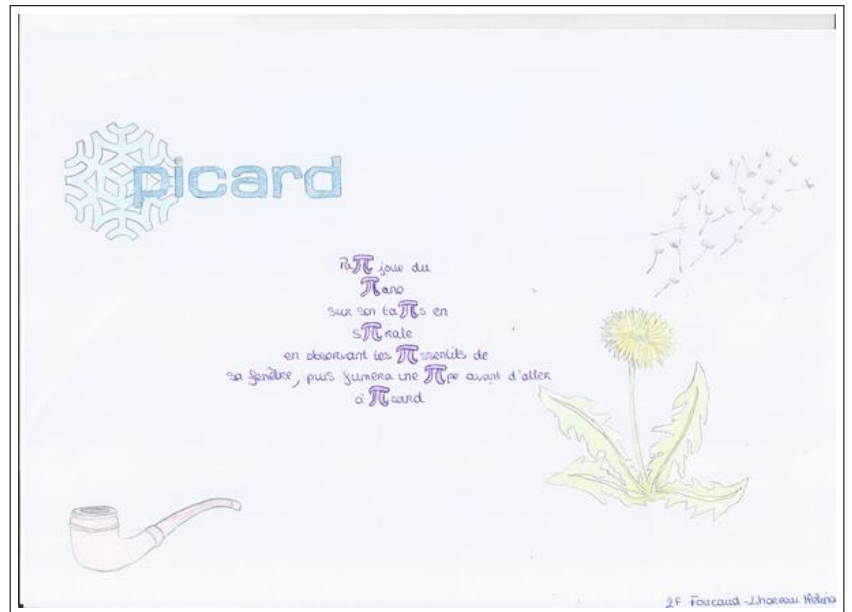 picard
Paπ joue du
πano
sur son taπs en
sπrale
en observant les πssenlits de
sa fenêtre, puis fumera une πpe avant d'aller
à πcard
2F Foucaud-Lhoreau Mélina